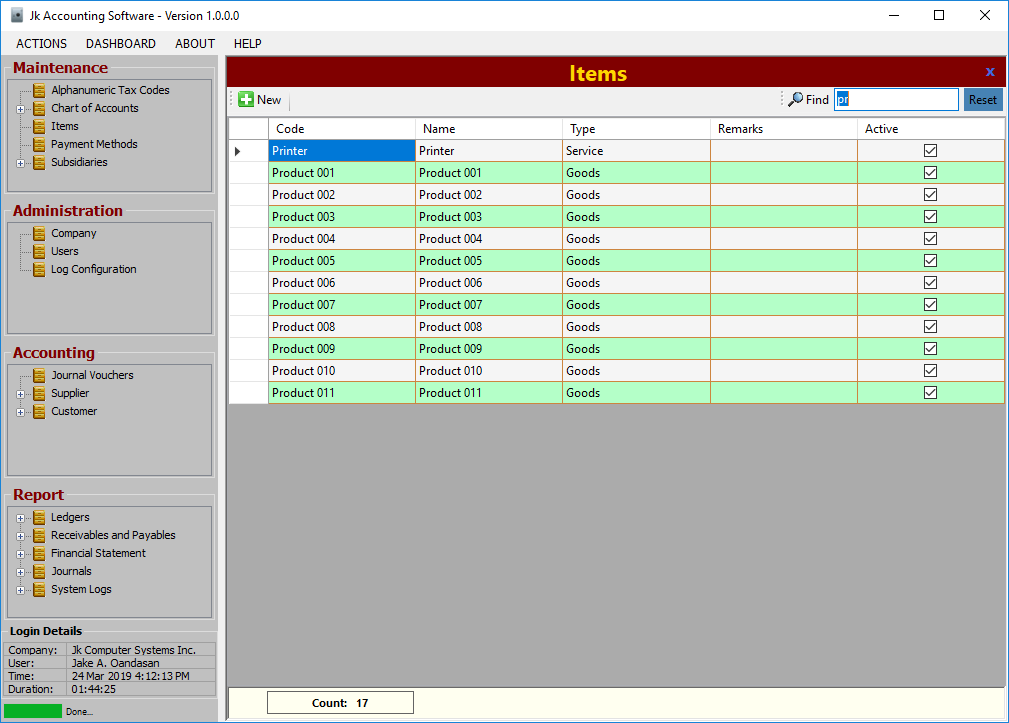 Jk Accounting Software - Version 1.0.0.0
ACTIONS DASHBOARD ABOUT HELP
Maintenance
Alphanumeric Tax Codes
Chart of Accounts
Items
Payment Methods
Subsidiaries
Administration
Company
Users
Log Configuration
Accounting
Journal Vouchers
Supplier
Customer
Report
Ledgers
Receivables and Payables
Financial Statement
Journals
System Logs
Login Details
Company: Jk Computer Systems Inc.
User: Jake A. Oandasan
Time: 24 Mar 2019 4:12:13 PM
Duration: 01:44:25
Done...
Items x
New Find pr Reset
Code Name Type Remarks Active
Printer Printer Service
Product 001 Product 001 Goods
Product 002 Product 002 Goods
Product 003 Product 003 Goods
Product 004 Product 004 Goods
Product 005 Product 005 Goods
Product 006 Product 006 Goods
Product 007 Product 007 Goods
Product 008 Product 008 Goods
Product 009 Product 009 Goods
Product 010 Product 010 Goods
Product 011 Product 011 Goods
Count: 17